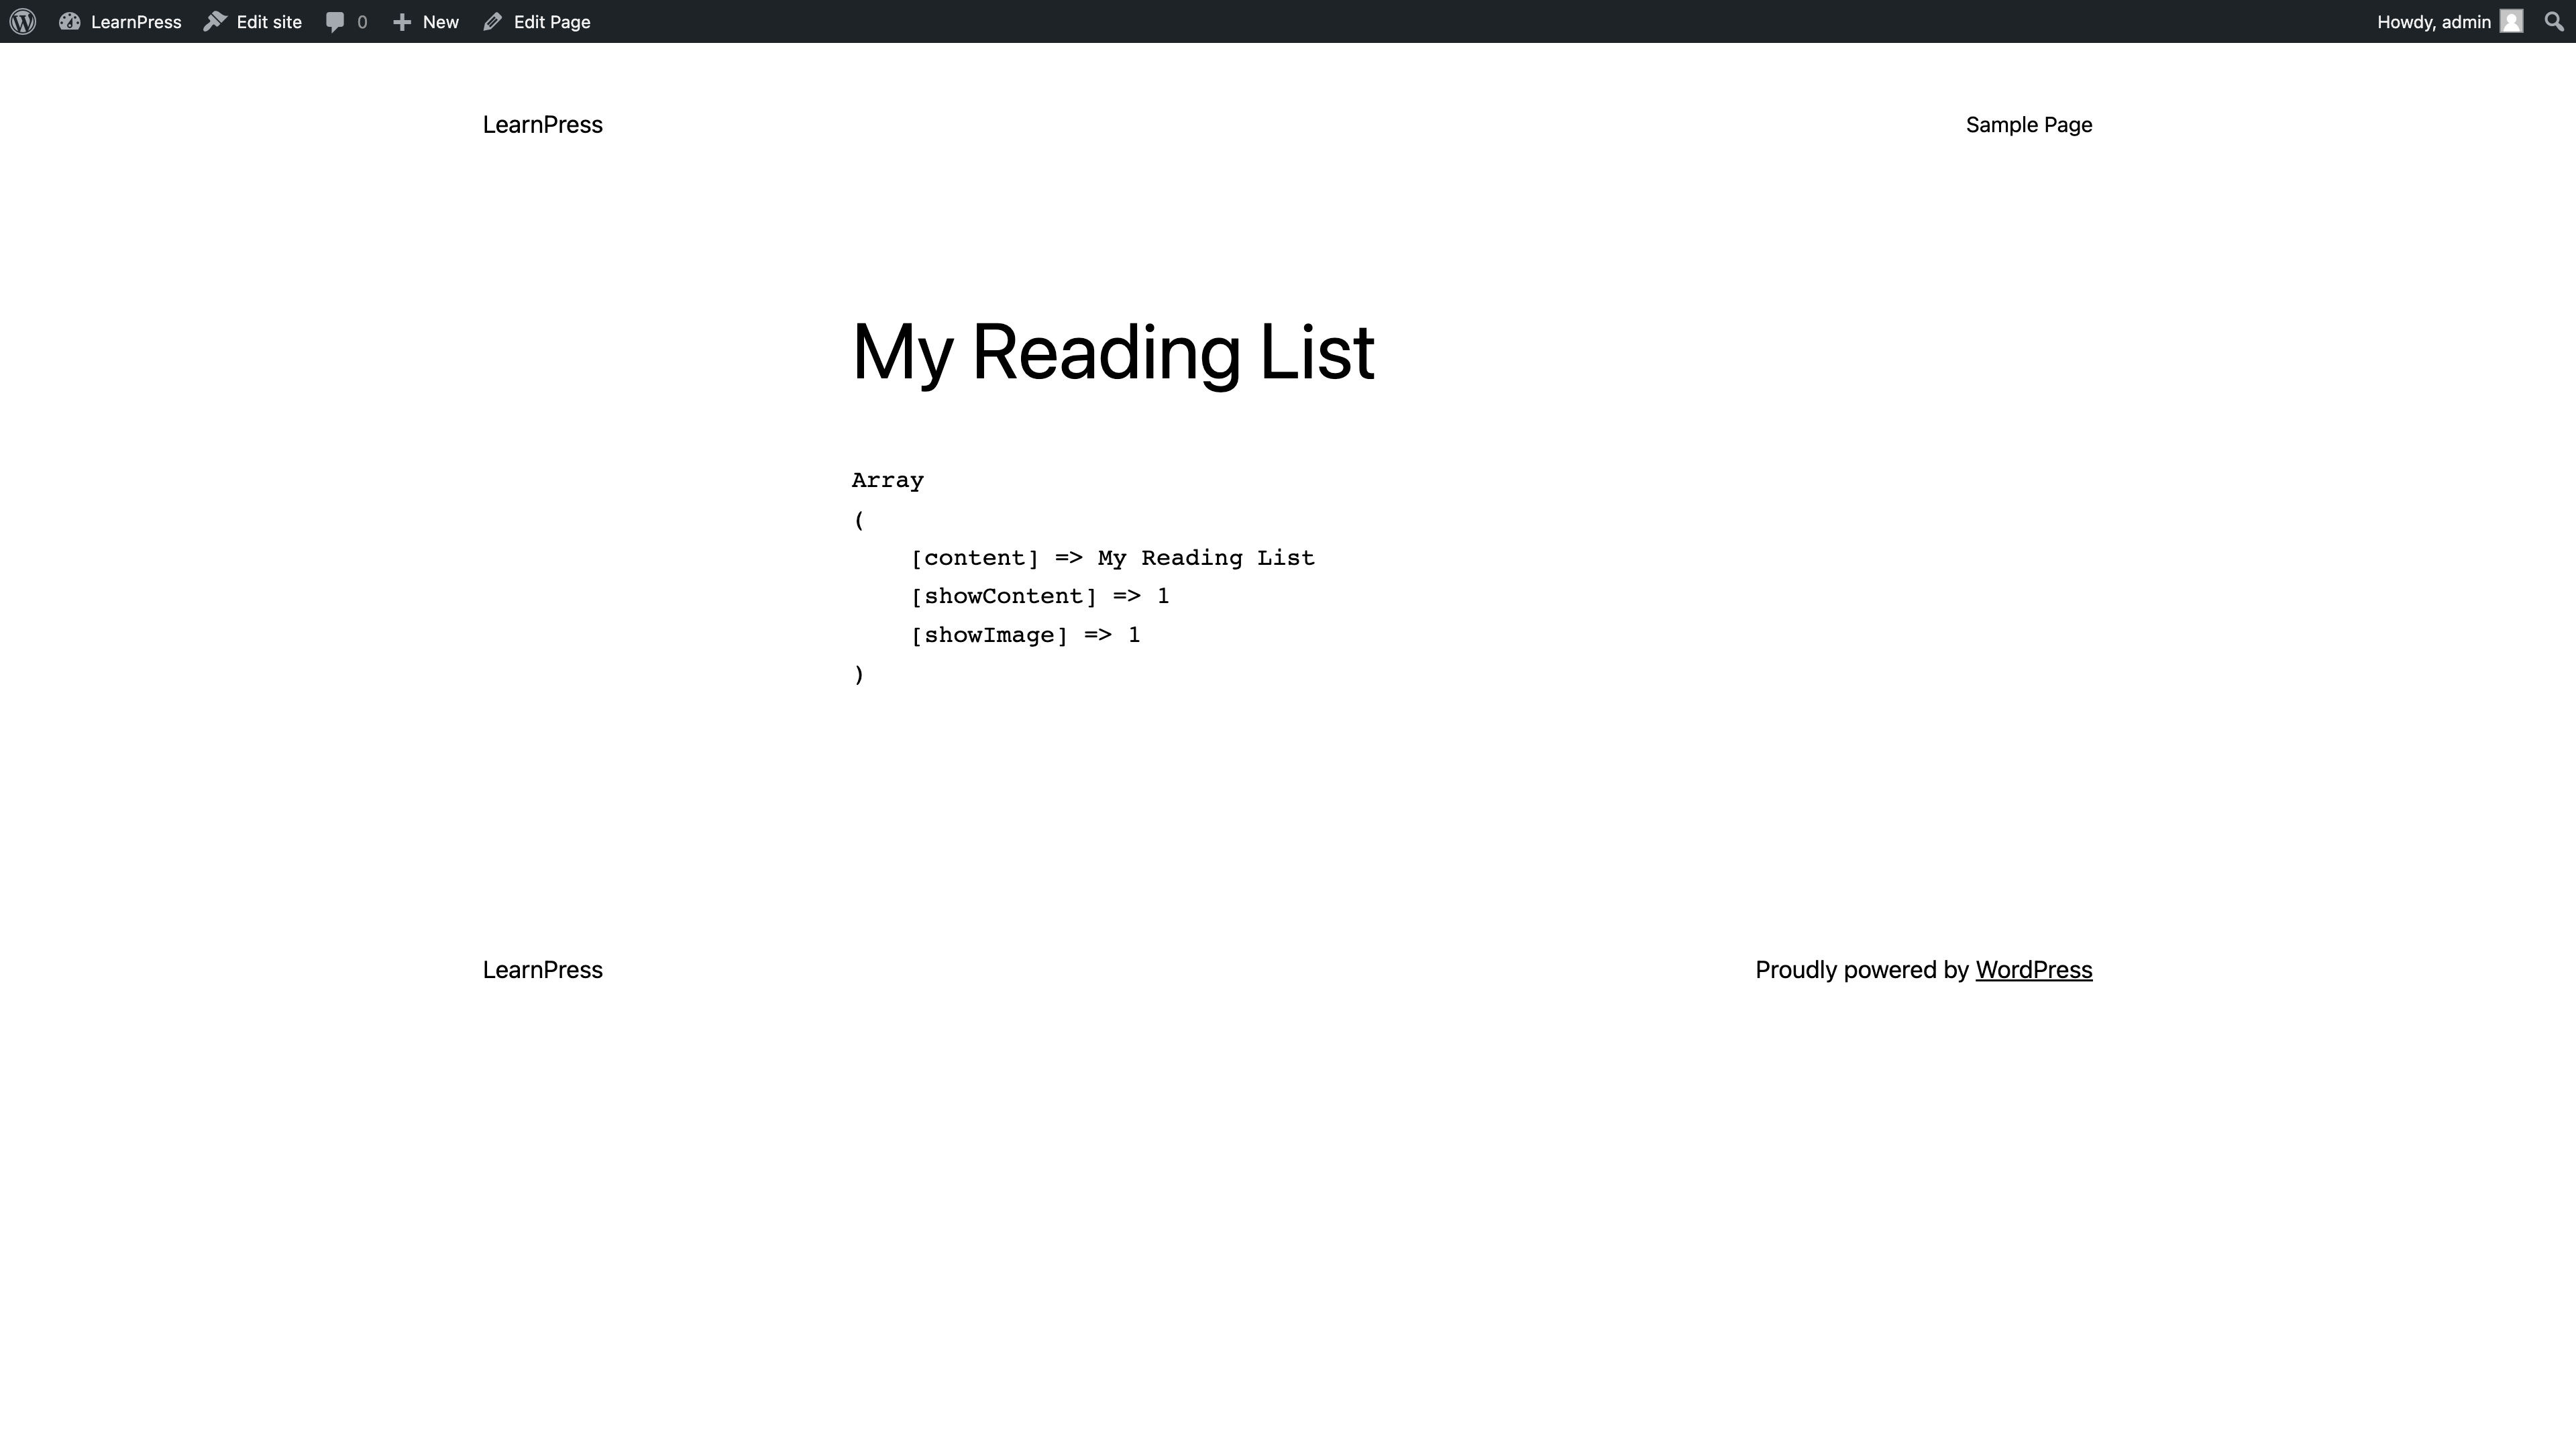 LearnPress Edit site 0 New Edit Page Howdy, admin
LearnPress Sample Page
My Reading List
Array
(
[content] => My Reading List
[showContent] => 1
[showImage] => 1
)
LearnPress Proudly powered by WordPress